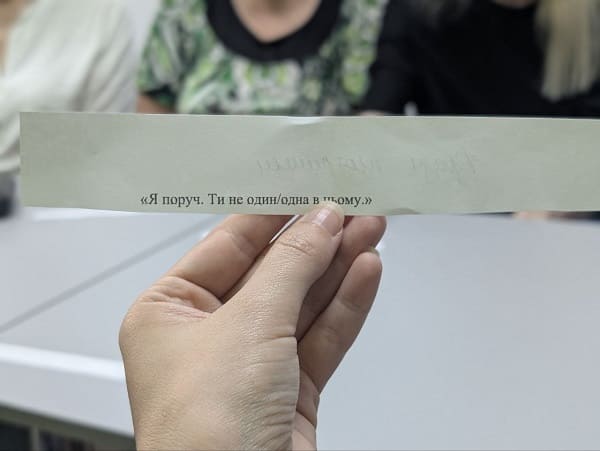 «Я поруч. Ти не один/одна в цьому.»